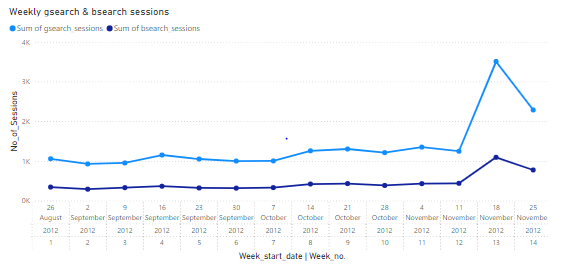 Weekly gsearch & bsearch sessions
Sum of gsearch_sessions Sum of bsearch_sessions
4K
3K
2K
1K
0K
No_of_Sessions
26 2 9 16 23 30 7 14 21 28 4 11 18 25
August September September September September September October October October October November November November Novembe
2012 2012 2012 2012 2012 2012 2012 2012 2012 2012 2012 2012 2012 2012
1 2 3 4 5 6 7 8 9 10 11 12 13 14
Week_start_date | Week_no.